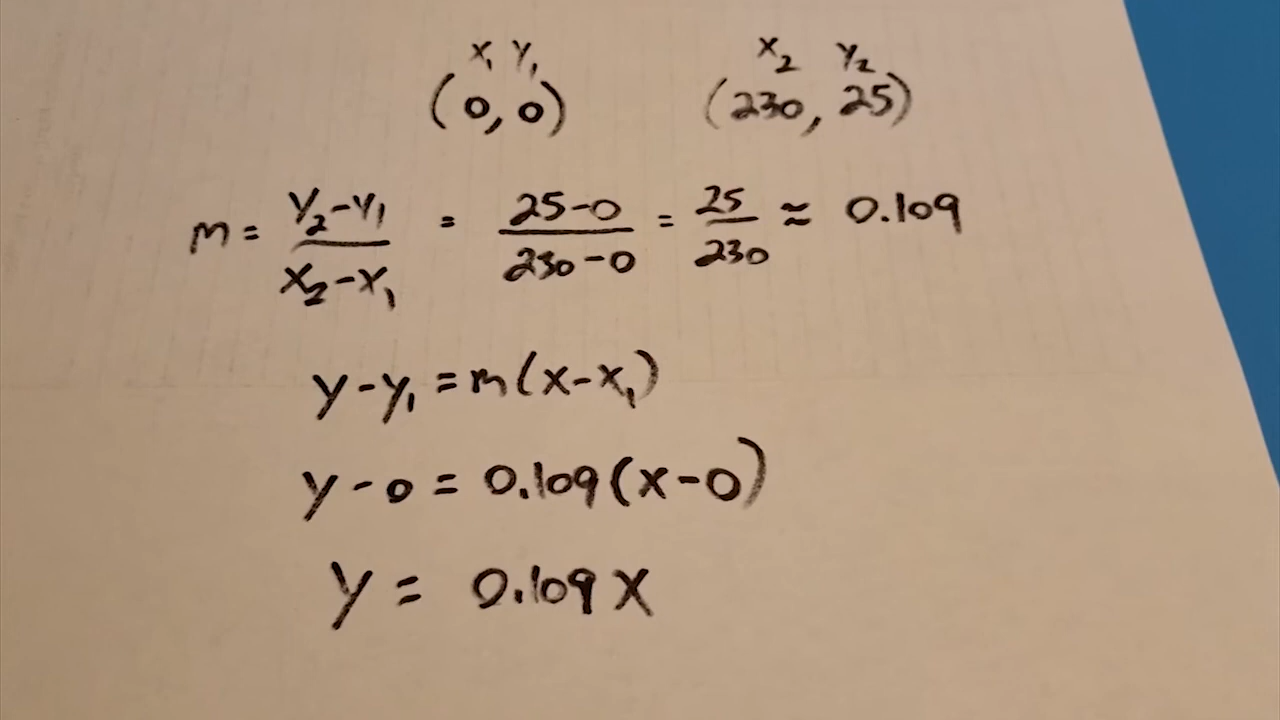 x₁ y₁ x₂ y₂
(0,0) (230,25)
m = y₂-y₁/x₂-x₁ = 25-0/230-0 = 25/230 ≈ 0.109
y-y₁=m(x-x₁)
y-0=0.109(x-0)
y = 0.109x